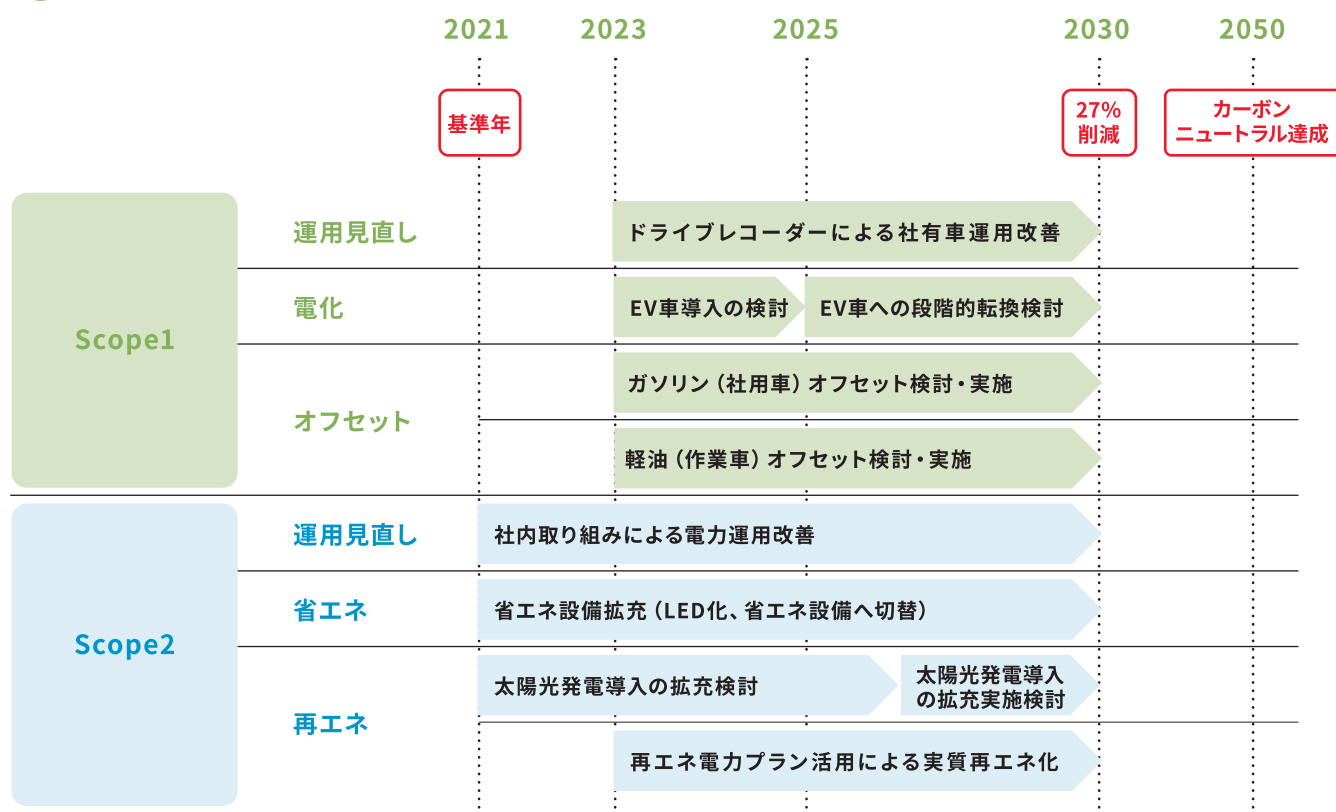 2021 2023 2025 2030 2050
基準年
27%
削減
カーボン
ニュートラル達成
Scope1
運用見直し
ドライブレコーダーによる社有車運用改善
電化
EV車導入の検討
EV車への段階的転換検討
オフセット
ガソリン（社用車）オフセット検討・実施
軽油（作業車）オフセット検討・実施
Scope2
運用見直し
社内取り組みによる電力運用改善
省エネ
省エネ設備拡充（LED化、省エネ設備へ切替）
再エネ
太陽光発電導入の拡充検討
太陽光発電導入
の拡充実施検討
再エネ電力プラン活用による実質再エネ化